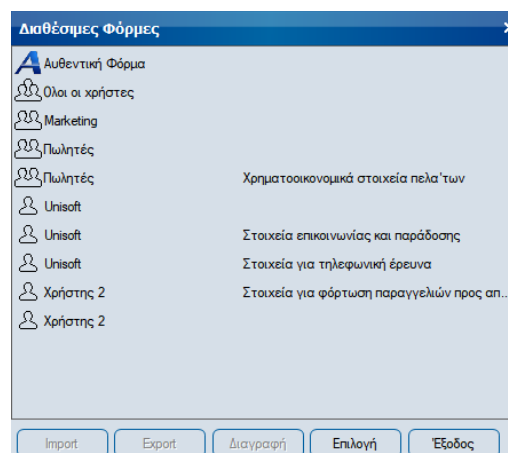 Διαθέσιμες Φόρμες
Αυθεντική Φόρμα
Όλοι οι χρήστες
Marketing
Πωλητές
Πωλητές Χρηματοοικονομικά στοιχεία πελα'των
Unisoft
Unisoft Στοιχεία επικοινωνίας και παράδοσης
Unisoft Στοιχεία για τηλεφωνική έρευνα
Χρήστης 2 Στοιχεία για φόρτωση παραγγελιών προς απ...
Χρήστης 2
Import Export Διαγραφή Επιλογή Έξοδος